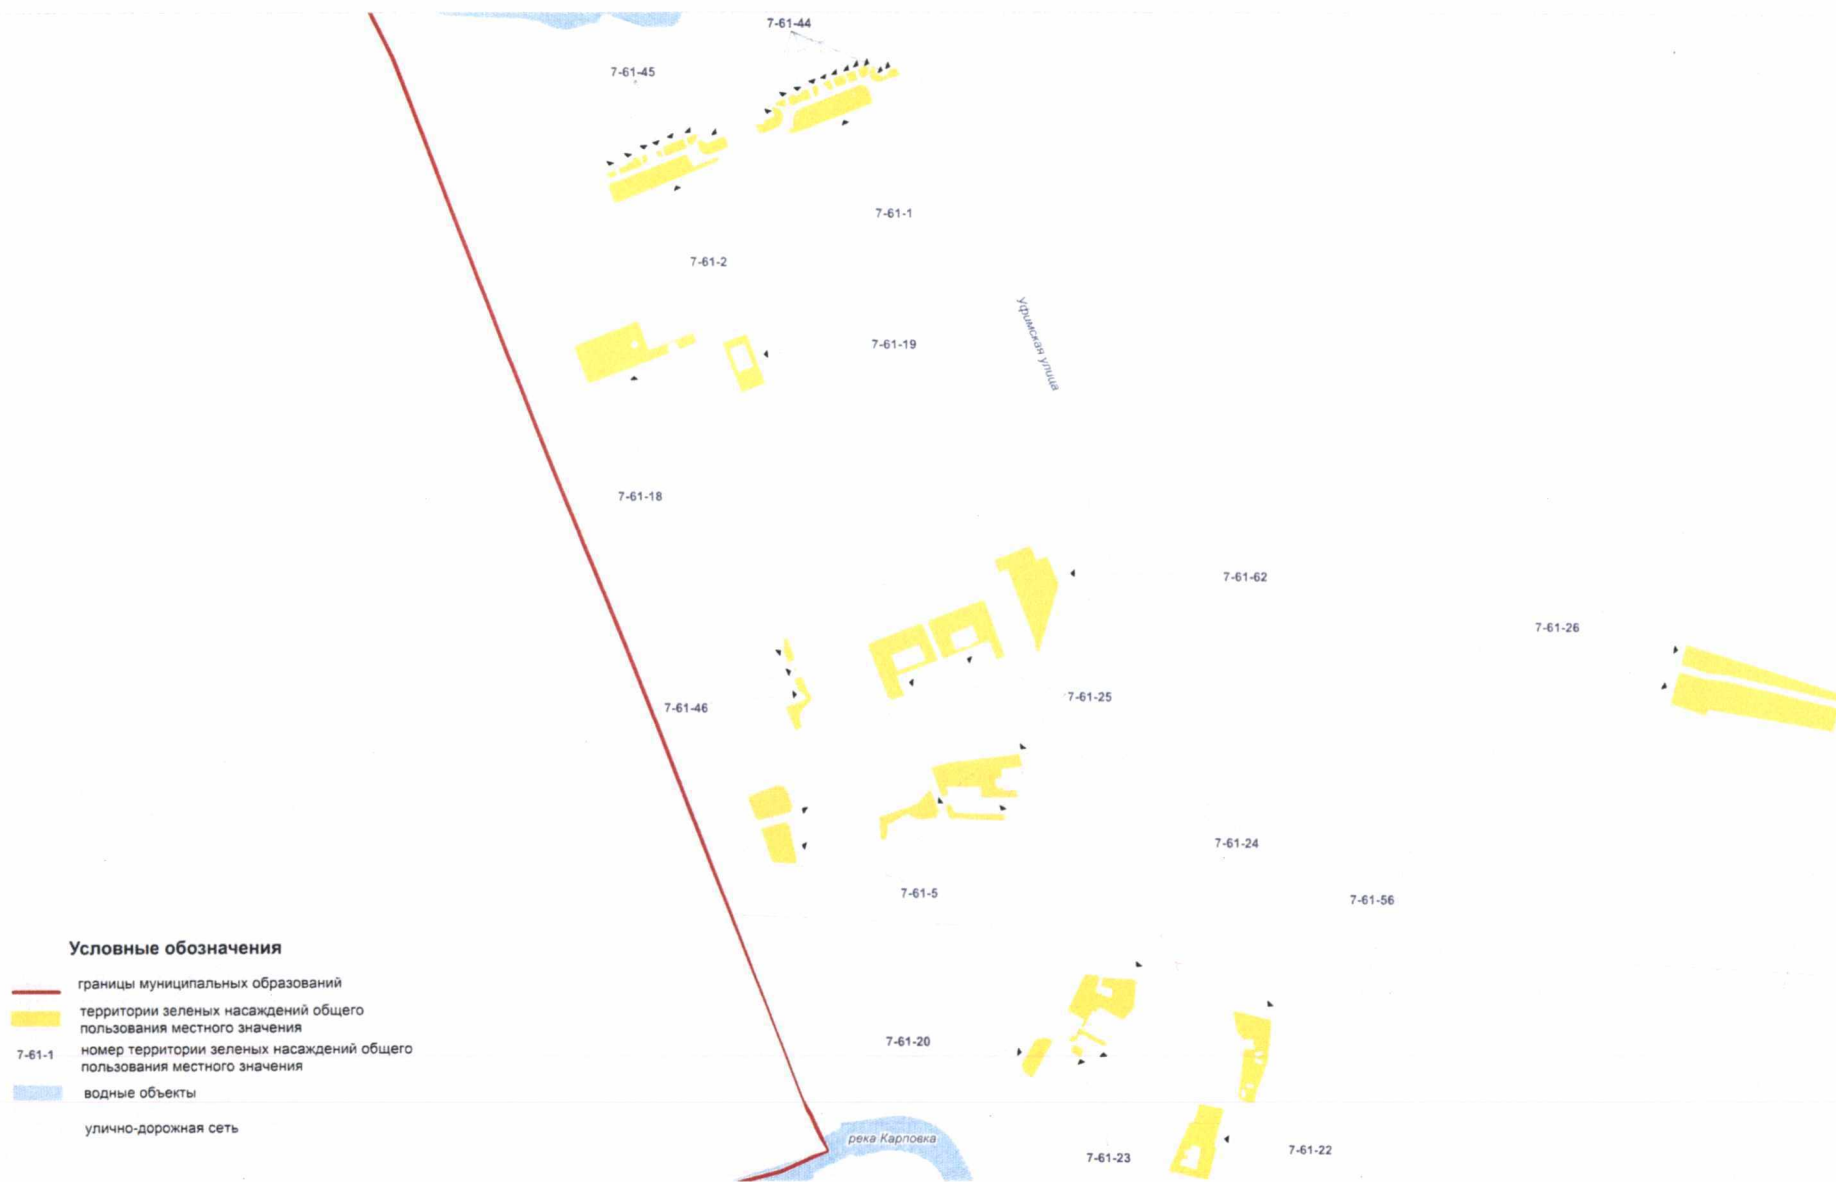 7-61-44
7-61-45
7-61-1
7-61-2
Уфимская улица
7-61-19
7-61-18
7-61-62
7-61-26
7-61-25
7-61-46
7-61-24
7-61-5
7-61-56
Условные обозначения
границы муниципальных образований
территории зеленых насаждений общего
пользования местного значения
7-61-1
номер территории зеленых насаждений общего
пользования местного значения
водные объекты
улично-дорожная сеть
7-61-20
река Карповка
7-61-23
7-61-22